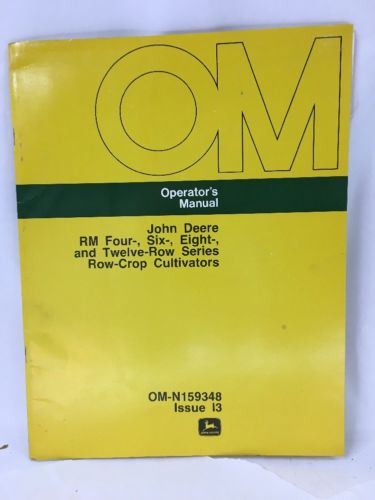 OM
Operator's
Manual
John Deere
RM Four-, Six-, Eight-,
and Twelve-Row Series
Row-Crop Cultivators
OM-N159348
Issue I3